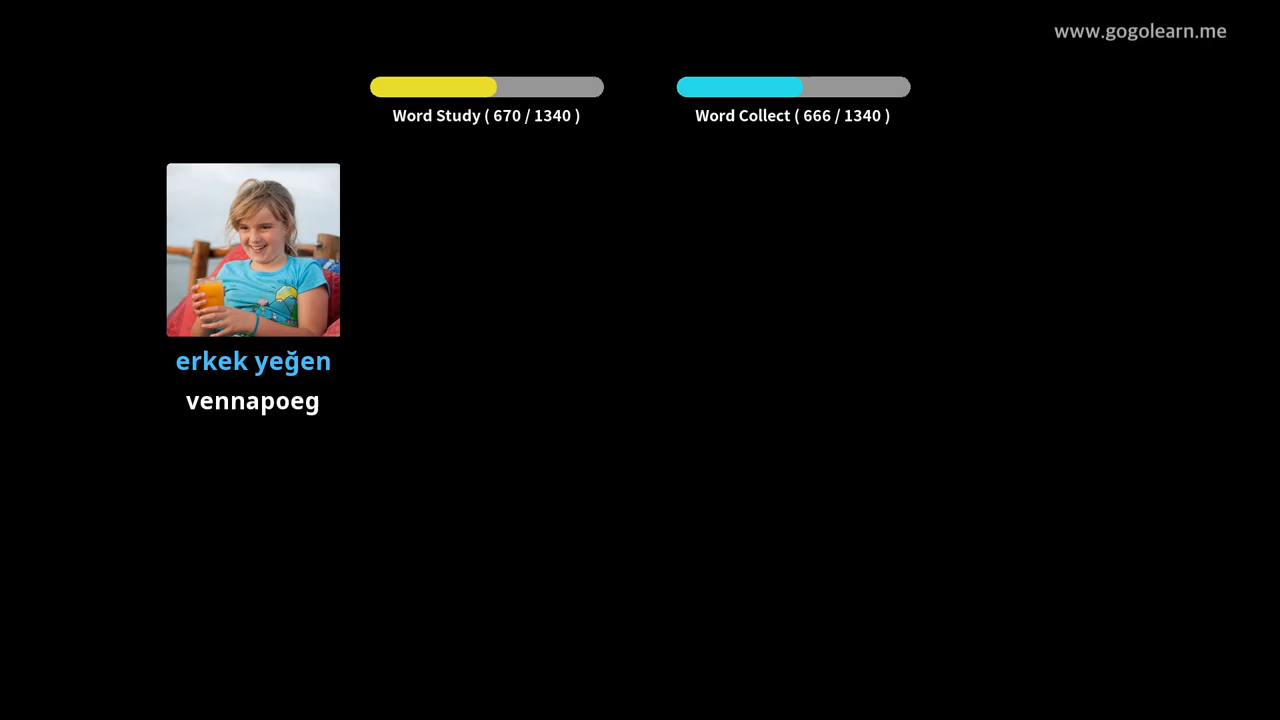 www.gogolearn.me
Word Study ( 670 / 1340 )
Word Collect ( 666 / 1340 )
erkek yeğen
vennapoeg